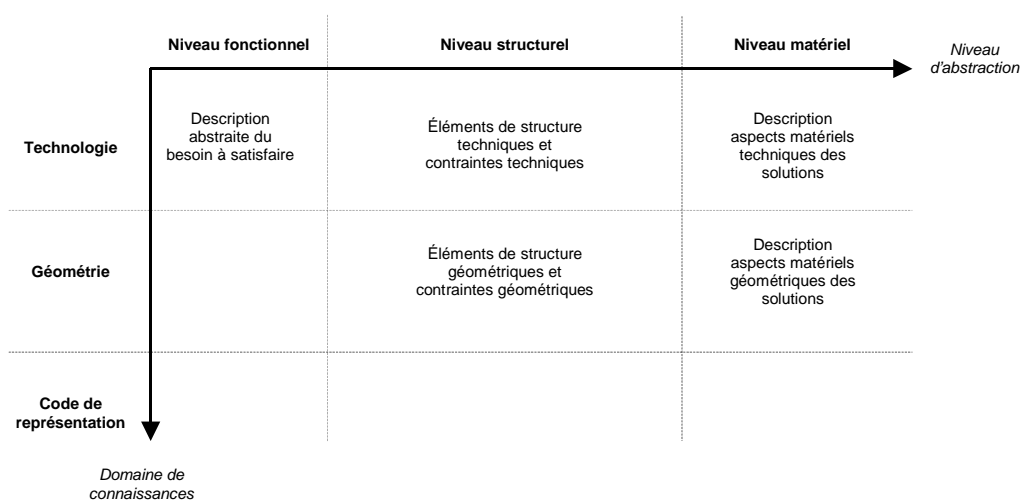 Niveau fonctionnel
Niveau structurel
Niveau matériel
Niveau
d'abstraction
Technologie
Description
abstraite du
besoin à satisfaire
Éléments de structure
techniques et
contraintes techniques
Description
aspects matériels
techniques des
solutions
Géométrie
Éléments de structure
géométriques et
contraintes géométriques
Description
aspects matériels
géométriques des
solutions
Code de
représentation
Domaine de
connaissances